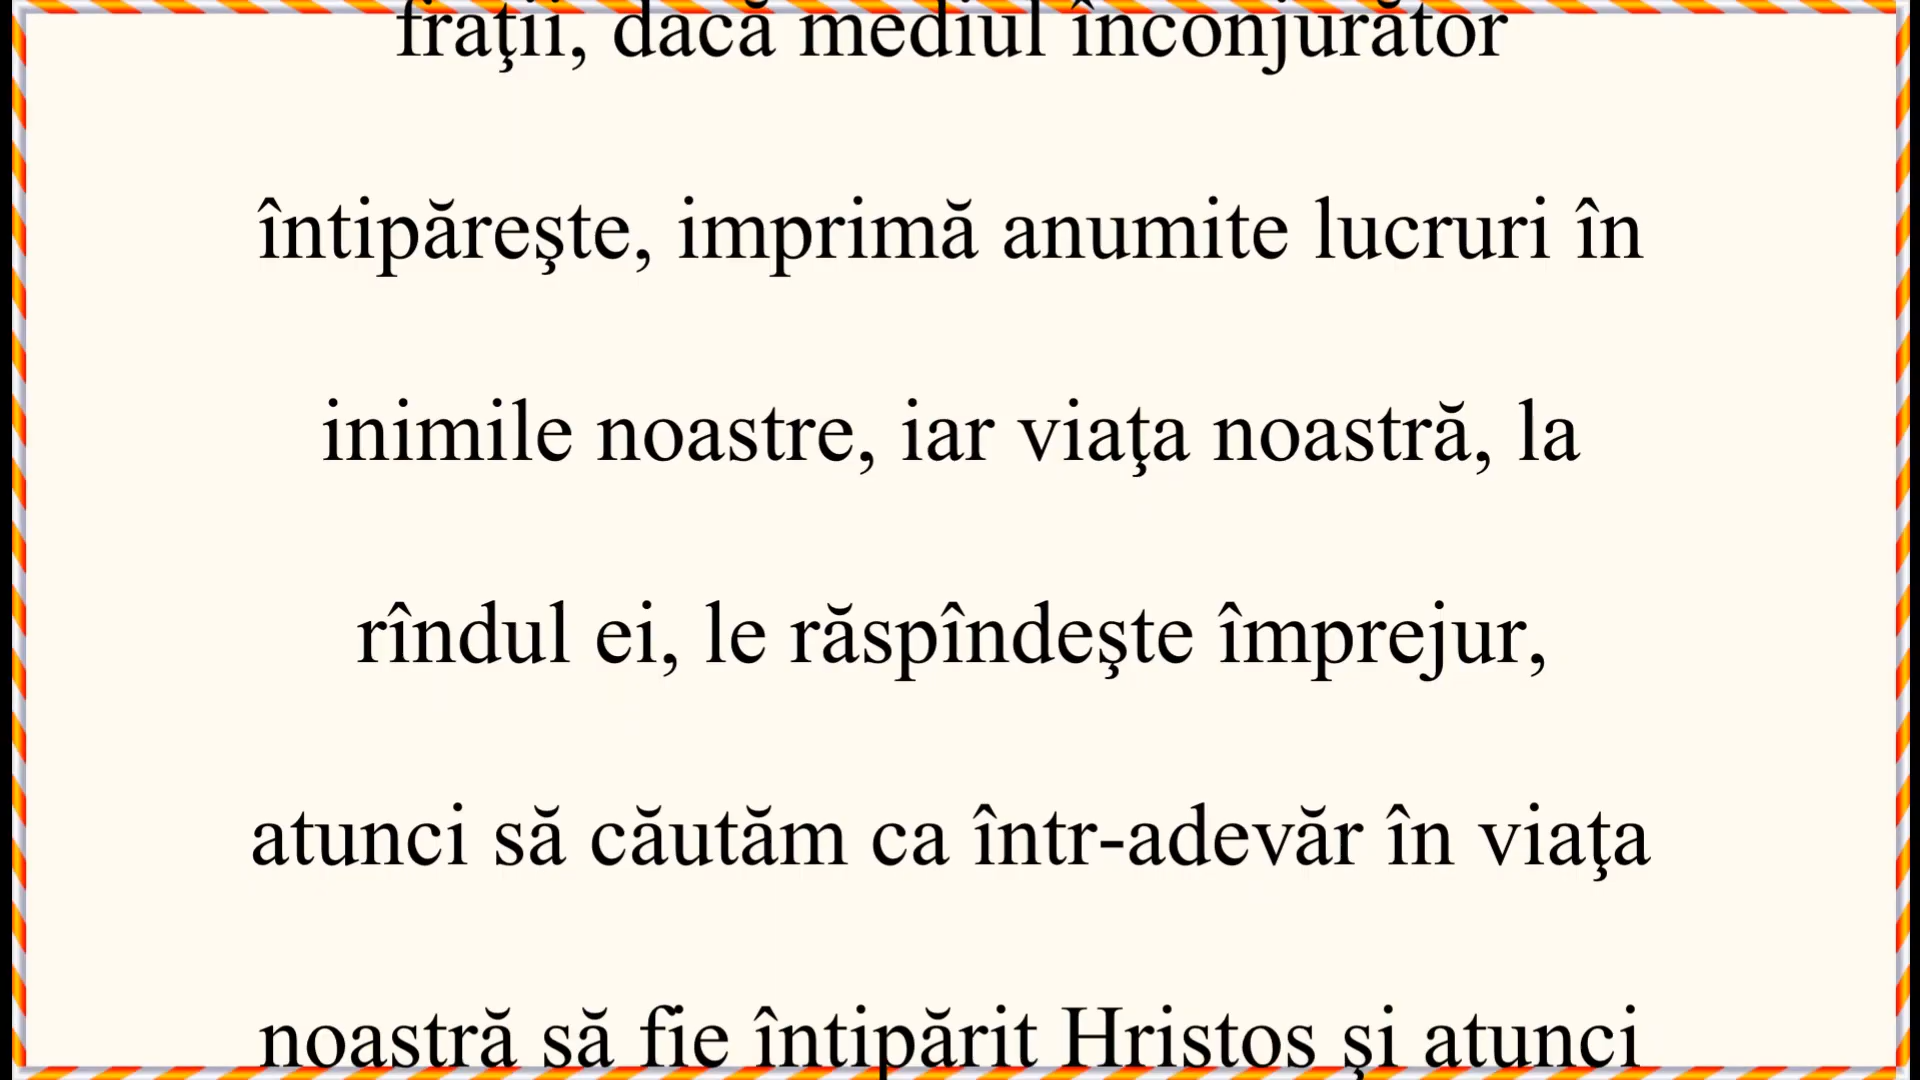 fraţii, dacă mediul înconjurător
întipăreşte, imprimă anumite lucruri în
inimile noastre, iar viaţa noastră, la
rîndul ei, le răspîndeşte împrejur,
atunci să căutăm ca într-adevăr în viaţa
noastră să fie întipărit Hristos şi atunci